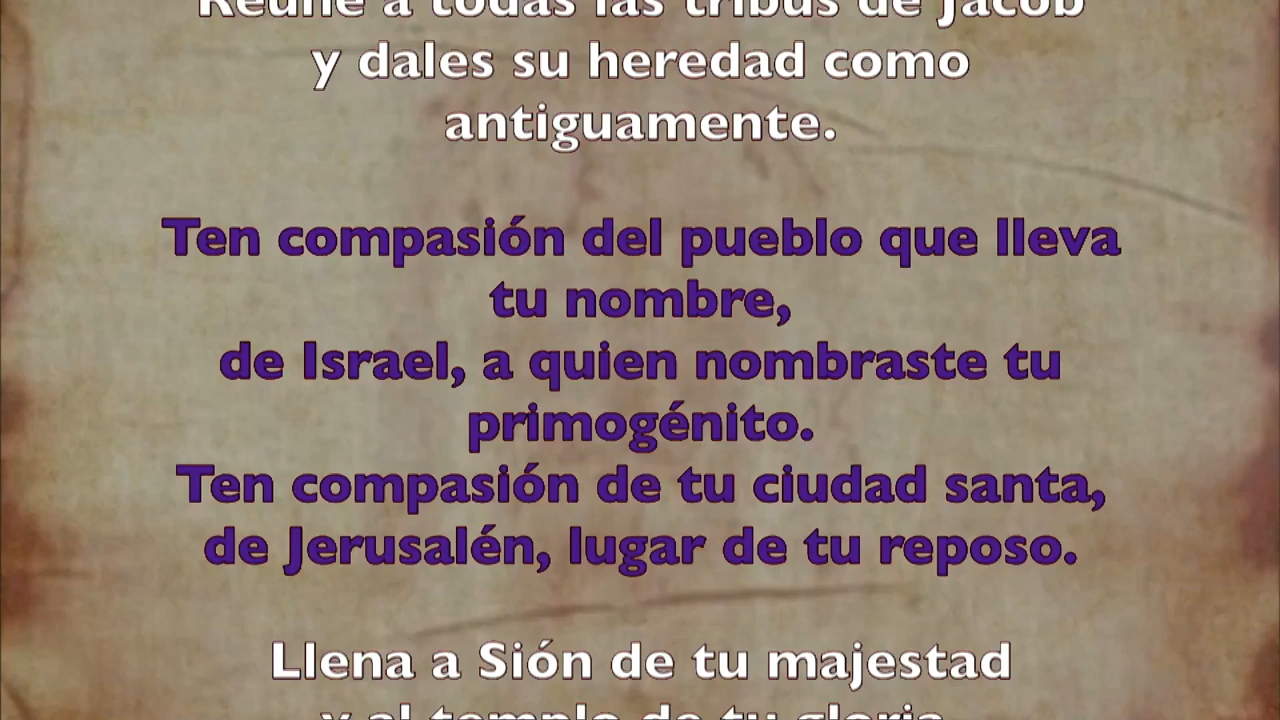 Reúne a todas las tribus de Jacob
y dales su heredad como
antiguamente.
Ten compasión del pueblo que lleva
tu nombre,
de Israel, a quien nombraste tu
primogénito.
Ten compasión de tu ciudad santa,
de Jerusalén, lugar de tu reposo.
Llena a Sión de tu majestad
y al templo de tu gloria